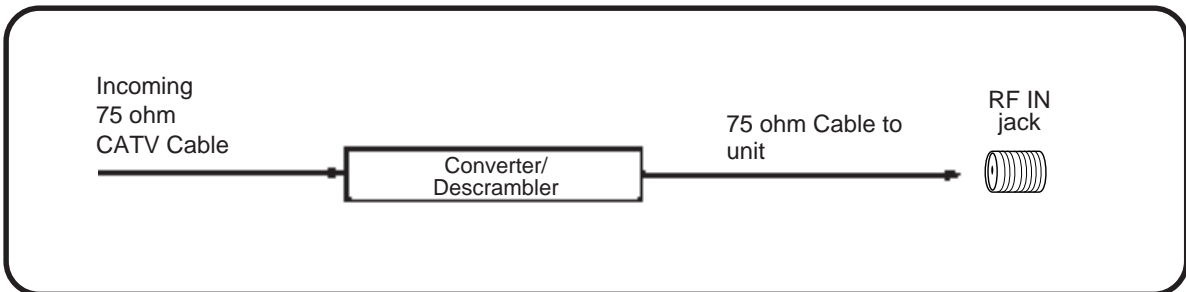 Incoming
75 ohm
CATV Cable
Converter/
Descrambler
75 ohm Cable to
unit
RF IN
jack